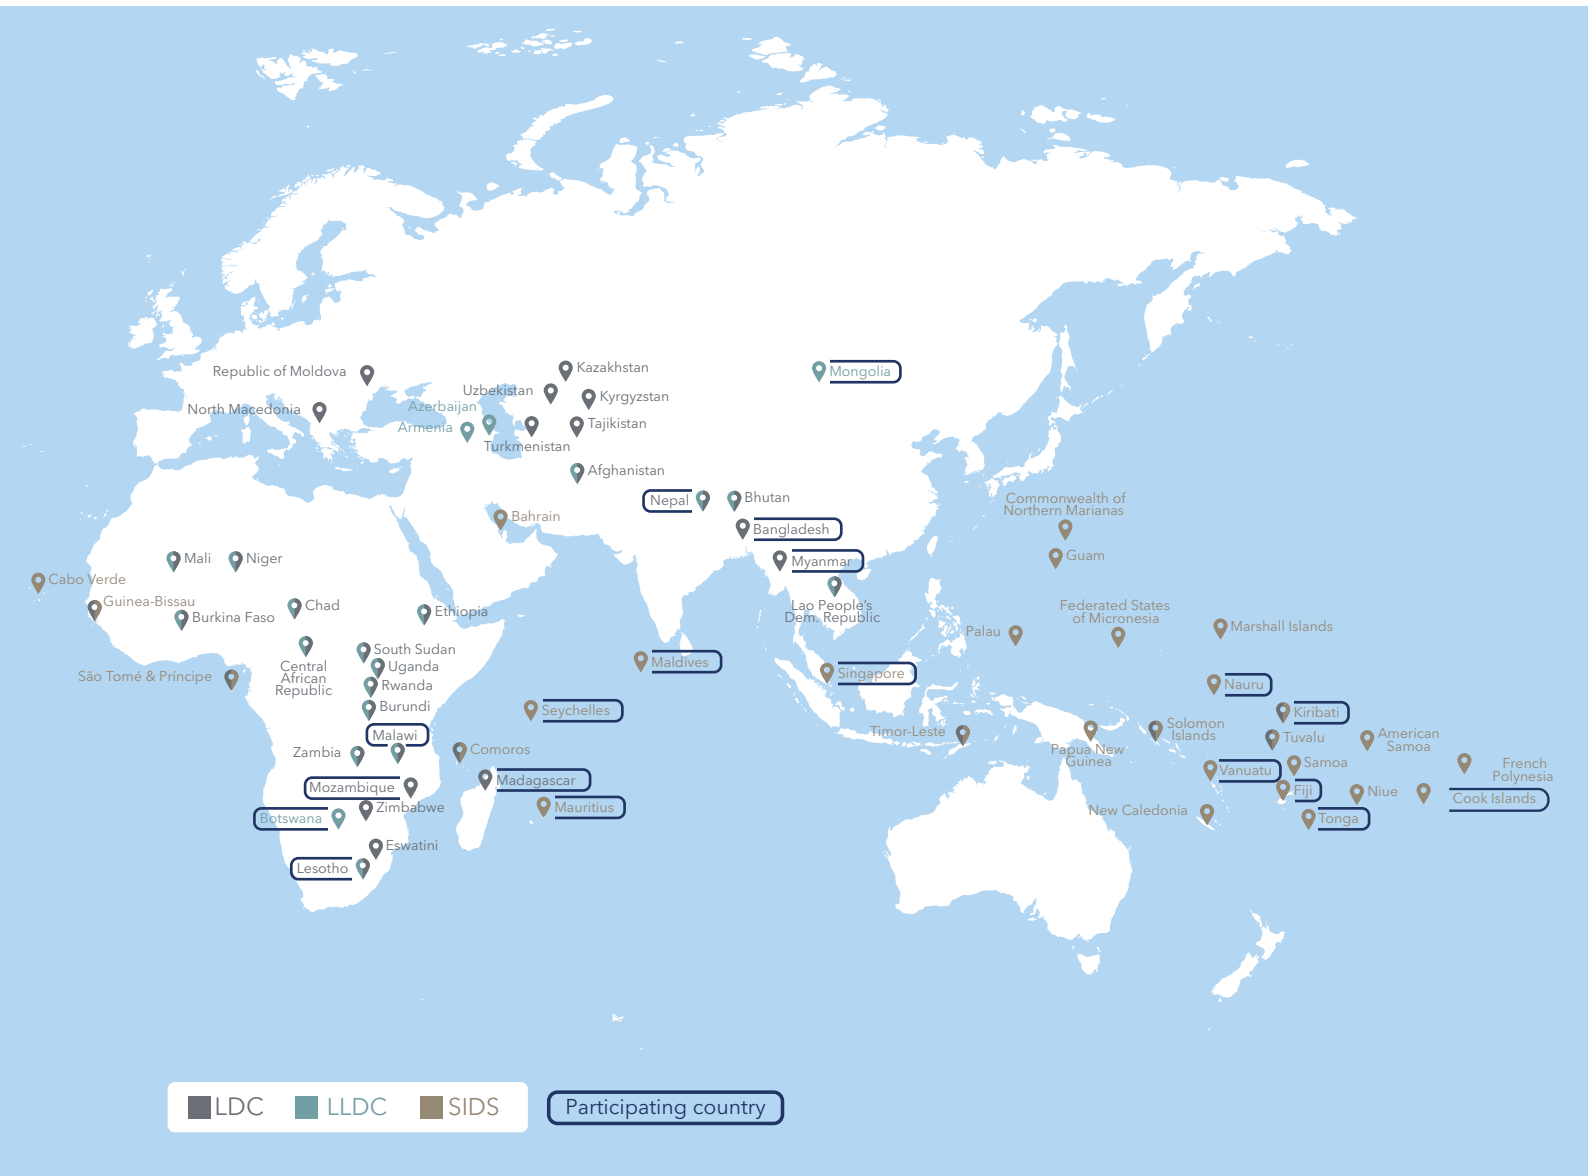 Republic of Moldova
Kazakhstan
Mongolia
Uzbekistan
Kyrgyzstan
North Macedonia
Azerbaijan
Armenia
Tajikistan
Turkmenistan
Afghanistan
Nepal
Bhutan
Commonwealth of
Northern Marianas
Bahrain
Bangladesh
Mali
Niger
Myanmar
Guam
Cabo Verde
Guinea-Bissau
Burkina Faso
Chad
Ethiopia
Lao People's
Dem. Republic
Federated States
of Micronesia
Palau
Marshall Islands
South Sudan
Uganda
Central
African
Republic
Maldives
São Tomé & Príncipe
Rwanda
Singapore
Nauru
Burundi
Seychelles
Kiribati
Malawi
Timor-Leste
Solomon
Islands
Tuvalu
American
Samoa
Zambia
Comoros
Papua New
Guinea
Samoa
French
Polynesia
Vanuatu
Mozambique
Madagascar
Fiji
Niue
Cook Islands
Zimbabwe
Mauritius
New Caledonia
Botswana
Tonga
Eswatini
Lesotho
LDC
LLDC
SIDS
Participating country